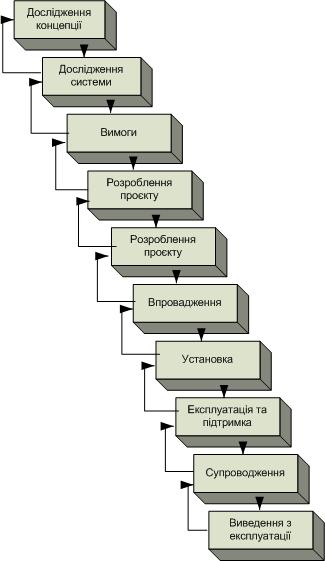 Дослідження
концепції
Дослідження
системи
Вимоги
Розроблення
проєкту
Розроблення
проєкту
Впровадження
Установка
Експлуатація та
підтримка
Супроводження
Виведення з
експлуатації